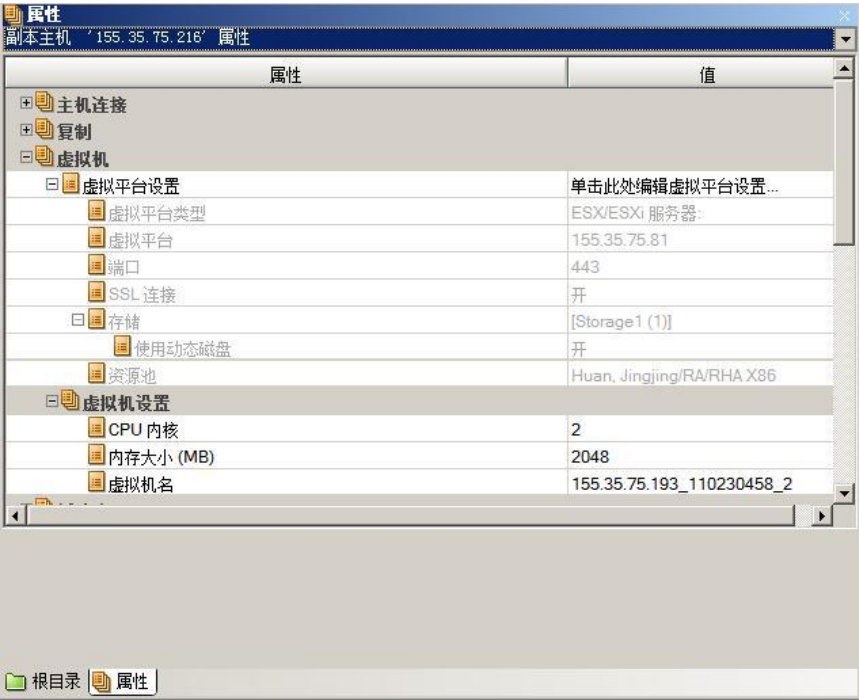 属性
副本主机 '155.35.75.216' 属性
属性 值
主机连接
复制
虚拟机
虚拟平台设置 单击此处编辑虚拟平台设置...
虚拟平台类型 ESX/ESXi 服务器:
虚拟平台 155.35.75.81
端口 443
SSL 连接 开
存储 [Storage1 (1)]
使用动态磁盘 开
资源池 Huan, Jingjing/RA/RHA X86
虚拟机设置
CPU 内核 2
内存大小 (MB) 2048
虚拟机名 155.35.75.193_110230458_2
根目录 属性